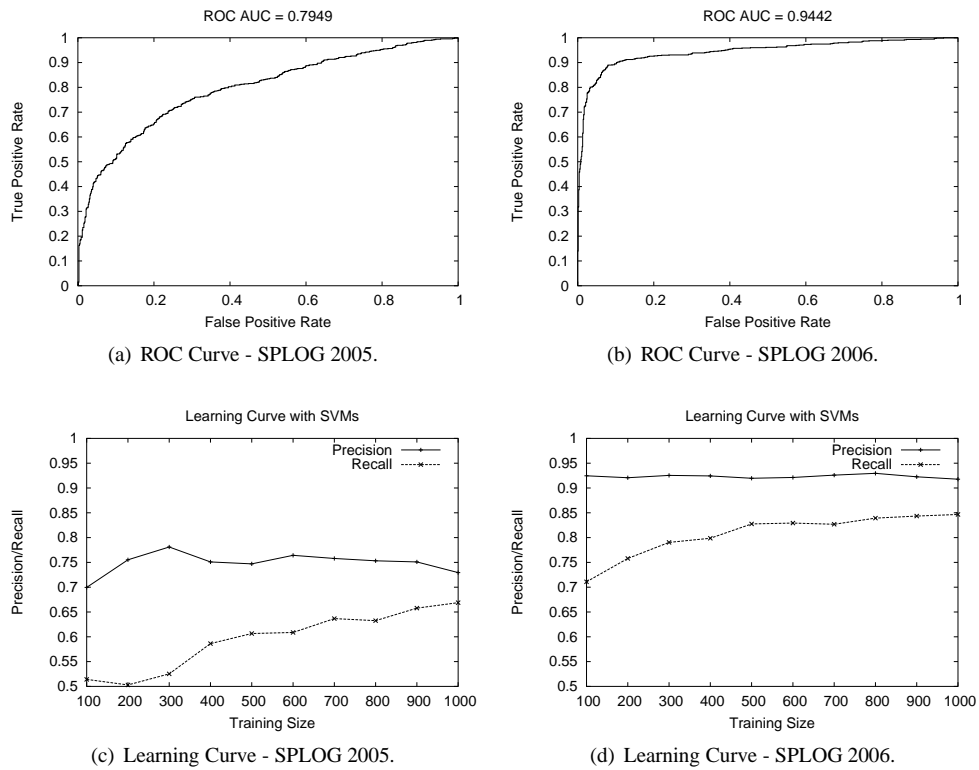 ROC AUC = 0.7949
1
0.9
0.8
0.7
0.6
0.5
0.4
0.3
0.2
0.1
0
True Positive Rate
0 0.2 0.4 0.6 0.8 1
False Positive Rate
(a) ROC Curve - SPLOG 2005.
ROC AUC = 0.9442
1
0.9
0.8
0.7
0.6
0.5
0.4
0.3
0.2
0.1
0
True Positive Rate
0 0.2 0.4 0.6 0.8 1
False Positive Rate
(b) ROC Curve - SPLOG 2006.
Learning Curve with SVMs
Precision
Recall
1
0.95
0.9
0.85
0.8
0.75
0.7
0.65
0.6
0.55
0.5
Precision/Recall
100 200 300 400 500 600 700 800 900 1000
Training Size
(c) Learning Curve - SPLOG 2005.
Learning Curve with SVMs
Precision
Recall
1
0.95
0.9
0.85
0.8
0.75
0.7
0.65
0.6
0.55
0.5
Precision/Recall
100 200 300 400 500 600 700 800 900 1000
Training Size
(d) Learning Curve - SPLOG 2006.